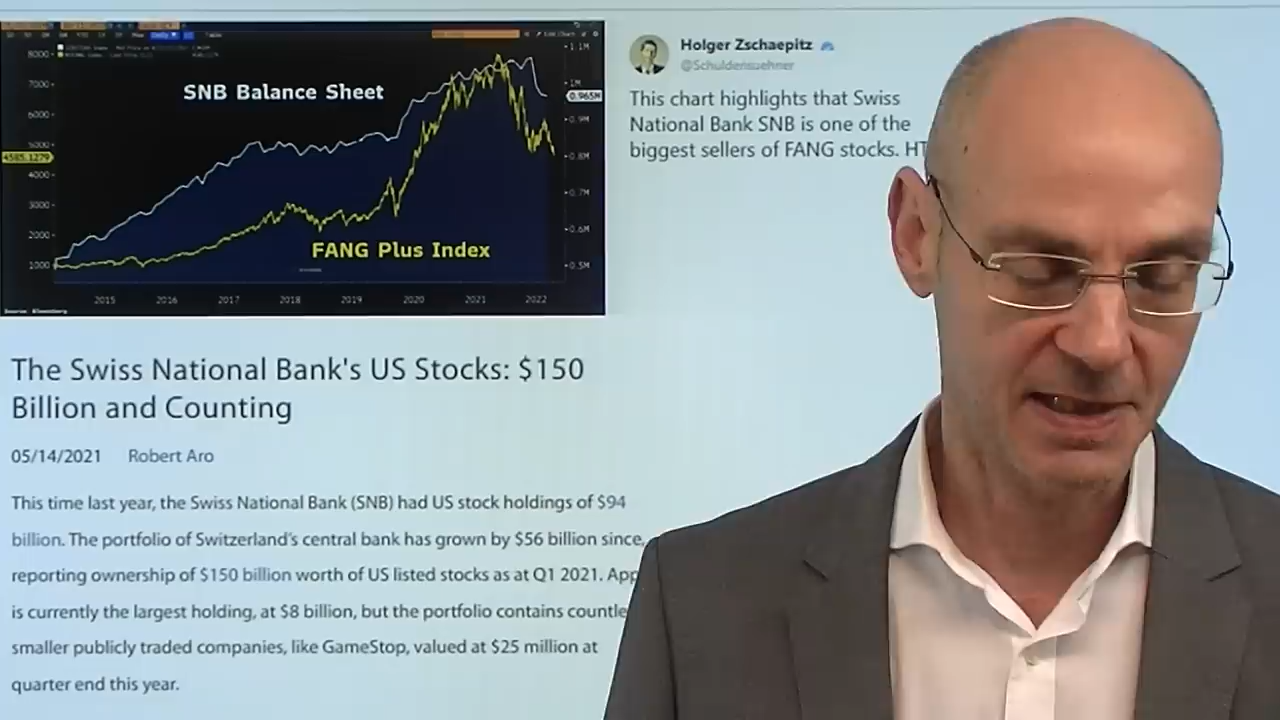 8000
7000
6000
5000
4585.1279
4000
3000
2000
1000
SNB Balance Sheet
FANG Plus Index
1.1M
1M
0.965M
0.9M
0.8M
0.7M
0.6M
0.5M
2015 2016 2017 2018 2019 2020 2021 2022
Holger Zschaepitz
@Schuldensuehner
This chart highlights that Swiss
National Bank SNB is one of the
biggest sellers of FANG stocks. HT
The Swiss National Bank's US Stocks: $150
Billion and Counting
05/14/2021 Robert Aro
This time last year, the Swiss National Bank (SNB) had US stock holdings of $94
billion. The portfolio of Switzerland's central bank has grown by $56 billion since,
reporting ownership of $150 billion worth of US listed stocks as at Q1 2021. App
is currently the largest holding, at $8 billion, but the portfolio contains countle
smaller publicly traded companies, like GameStop, valued at $25 million at
quarter end this year.